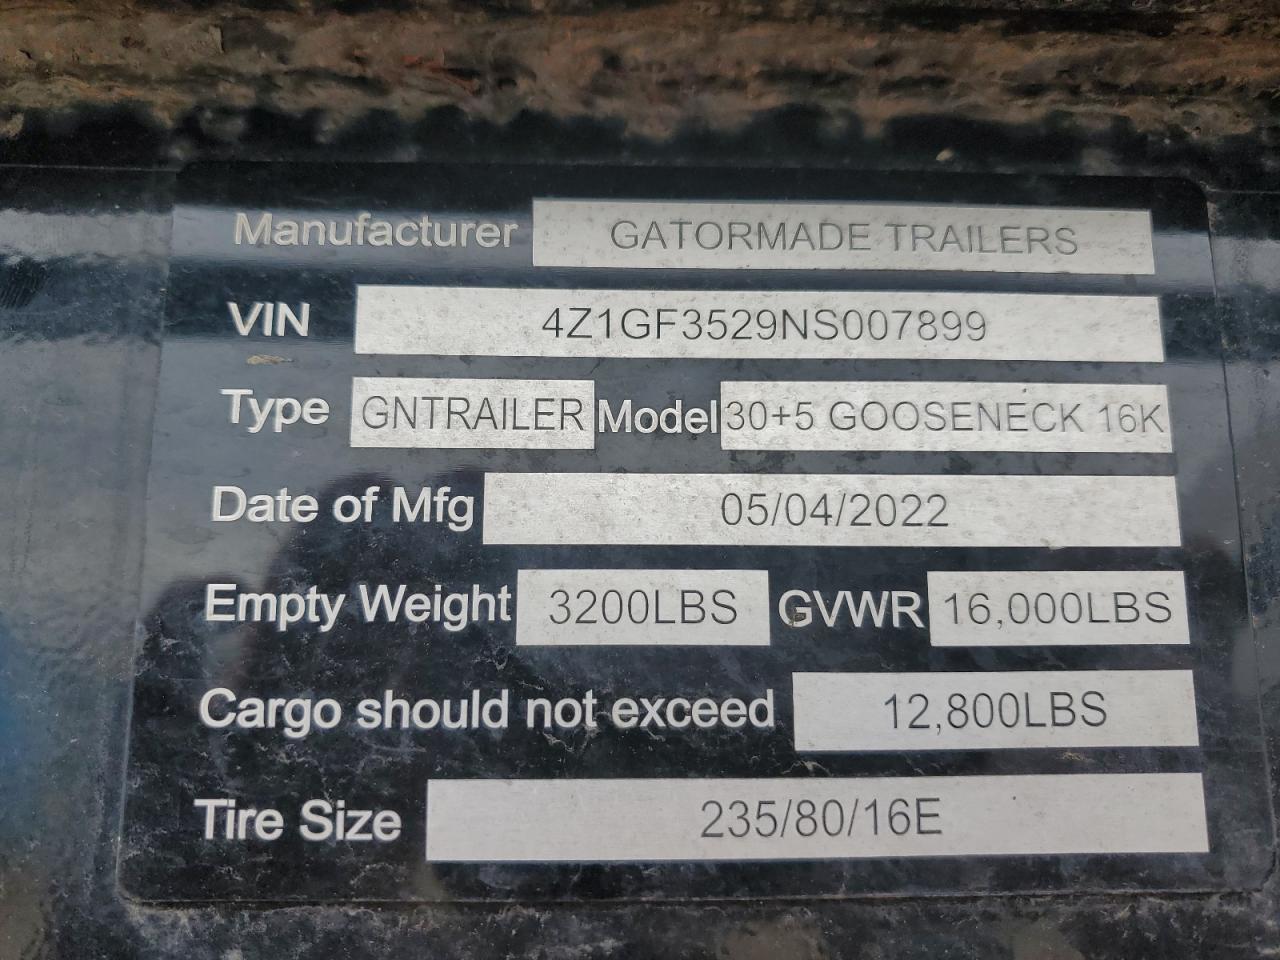 Manufacturer GATORMADE TRAILERS
VIN 4Z1GF3529NS007899
Type GNTRAILER Model 30+5 GOOSENECK 16K
Date of Mfg 05/04/2022
Empty Weight 3200LBS GVWR 16,000LBS
Cargo should not exceed 12,800LBS
Tire Size 235/80/16E